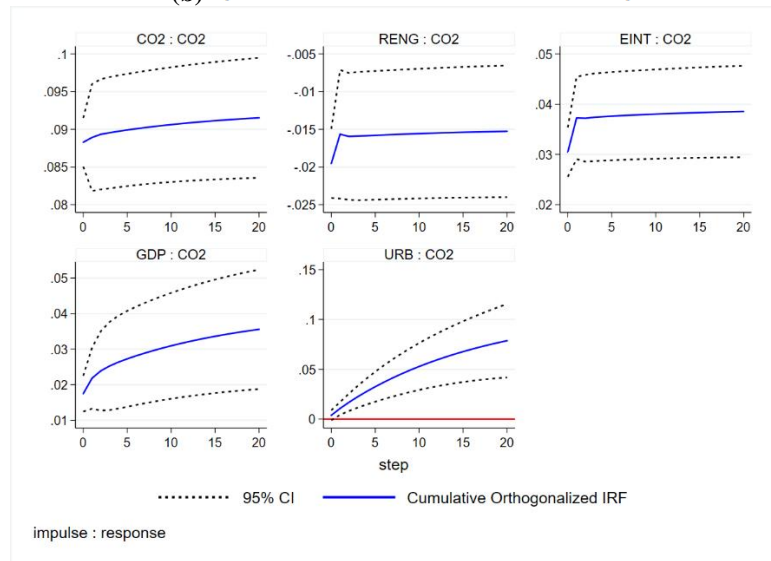 (b)
CO2 : CO2
.1
.095
.09
.085
.08
0 5 10 15 20
RENG : CO2
-.005
-.01
-.015
-.02
-.025
0 5 10 15 20
EINT : CO2
.05
.04
.03
.02
0 5 10 15 20
GDP : CO2
.05
.04
.03
.02
.01
0 5 10 15 20
URB : CO2
.15
.1
.05
0
0 5 10 15 20
step
95% CI Cumulative Orthogonalized IRF
impulse : response